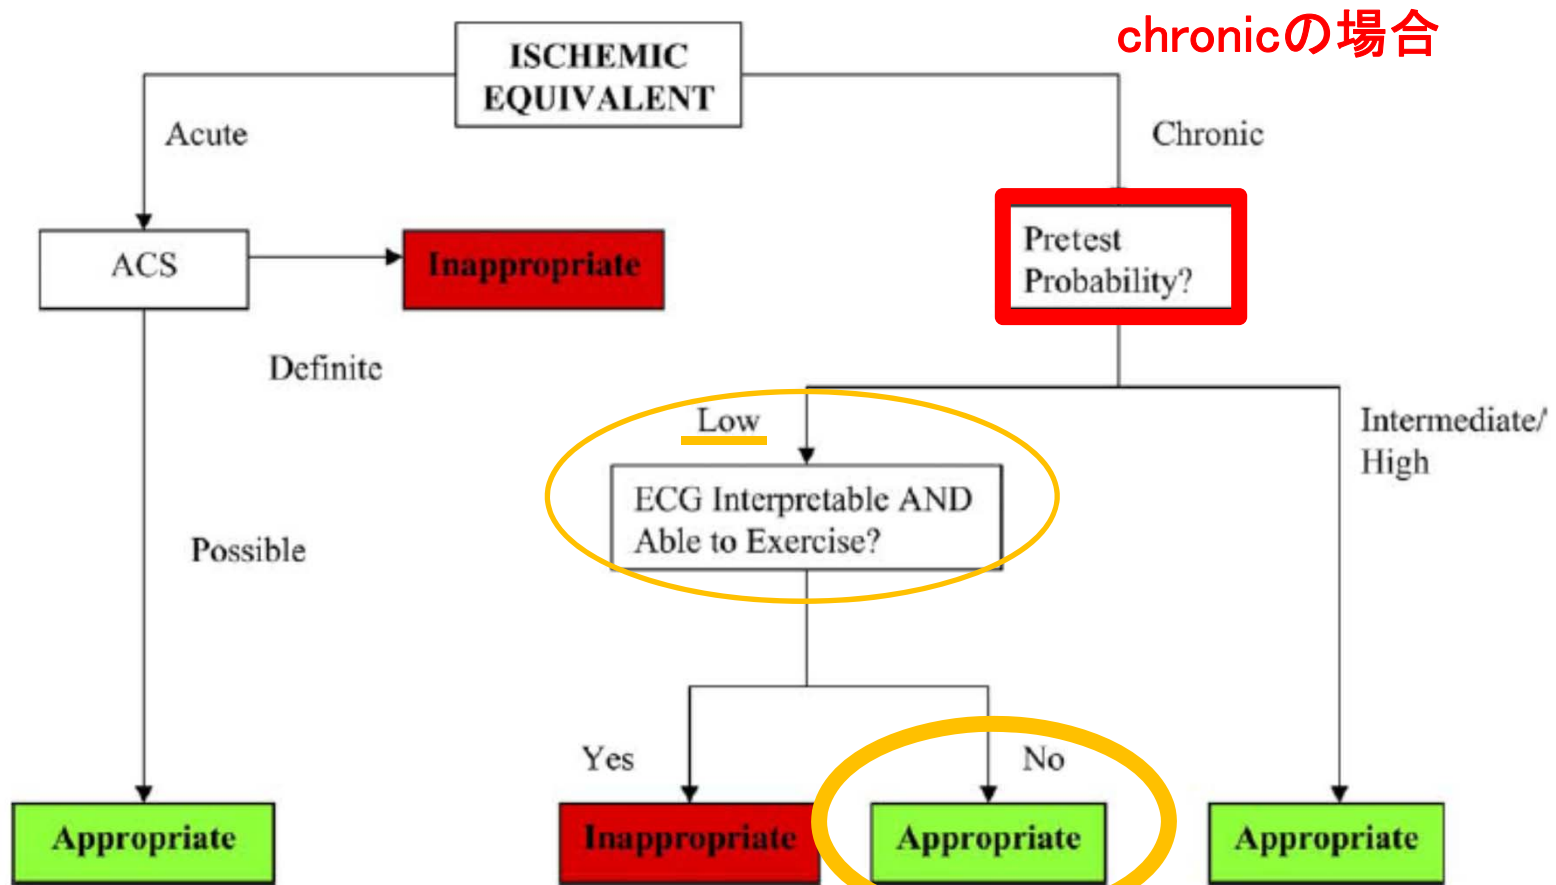 chronicの場合
ISCHEMIC
EQUIVALENT
Acute
Chronic
ACS
Inappropriate
Pretest
Probability?
Definite
Low
Intermediate/
High
ECG Interpretable AND
Able to Exercise?
Possible
Yes
No
Appropriate
Inappropriate
Appropriate
Appropriate